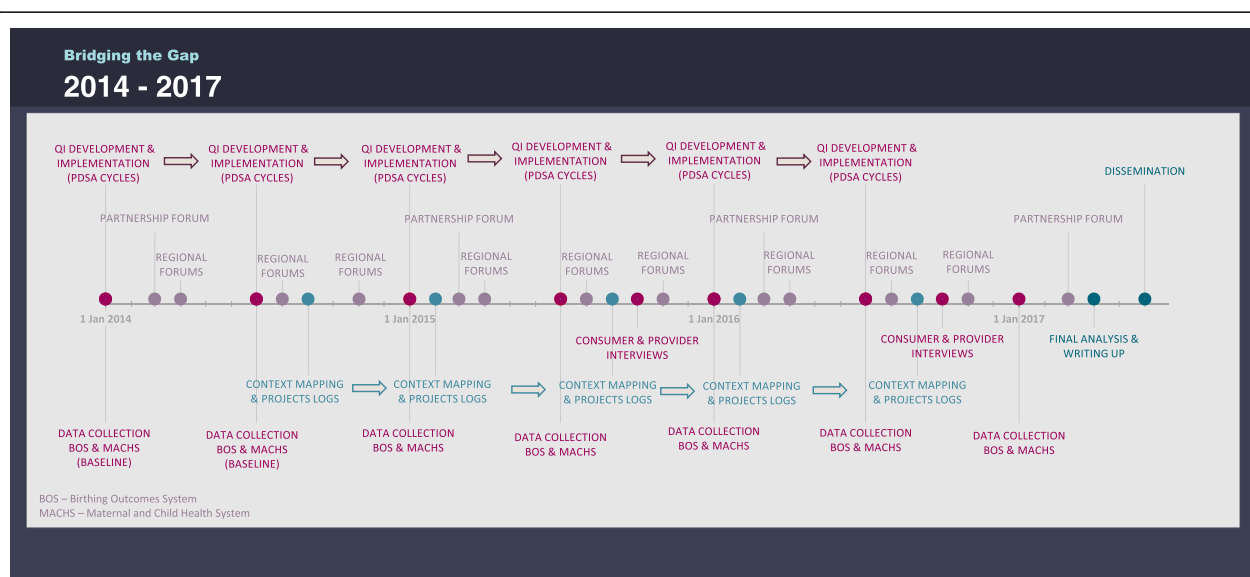 Bridging the Gap
2014 - 2017
QI DEVELOPMENT &
IMPLEMENTATION
(PDSA CYCLES)
QI DEVELOPMENT &
IMPLEMENTATION
(PDSA CYCLES)
QI DEVELOPMENT &
IMPLEMENTATION
(PDSA CYCLES)
QI DEVELOPMENT &
IMPLEMENTATION
(PDSA CYCLES)
QI DEVELOPMENT &
IMPLEMENTATION
(PDSA CYCLES)
QI DEVELOPMENT &
IMPLEMENTATION
(PDSA CYCLES)
DISSEMINATION
PARTNERSHIP FORUM
PARTNERSHIP FORUM
PARTNERSHIP FORUM
PARTNERSHIP FORUM
REGIONAL
FORUMS
REGIONAL
FORUMS
REGIONAL
FORUMS
REGIONAL
FORUMS
REGIONAL
FORUMS
REGIONAL
FORUMS
REGIONAL
FORUMS
REGIONAL
FORUMS
REGIONAL
FORUMS
1 Jan 2014
1 Jan 2015
1 Jan 2016
1 Jan 2017
CONSUMER & PROVIDER
INTERVIEWS
CONSUMER & PROVIDER
INTERVIEWS
FINAL ANALYSIS &
WRITING UP
CONTEXT MAPPING
& PROJECTS LOGS
CONTEXT MAPPING
& PROJECTS LOGS
CONTEXT MAPPING
& PROJECTS LOGS
CONTEXT MAPPING
& PROJECTS LOGS
CONTEXT MAPPING
& PROJECTS LOGS
DATA COLLECTION
BOS & MACHS
(BASELINE)
DATA COLLECTION
BOS & MACHS
(BASELINE)
DATA COLLECTION
BOS & MACHS
DATA COLLECTION
BOS & MACHS
DATA COLLECTION
BOS & MACHS
DATA COLLECTION
BOS & MACHS
DATA COLLECTION
BOS & MACHS
BOS – Birthing Outcomes System
MACHS – Maternal and Child Health System